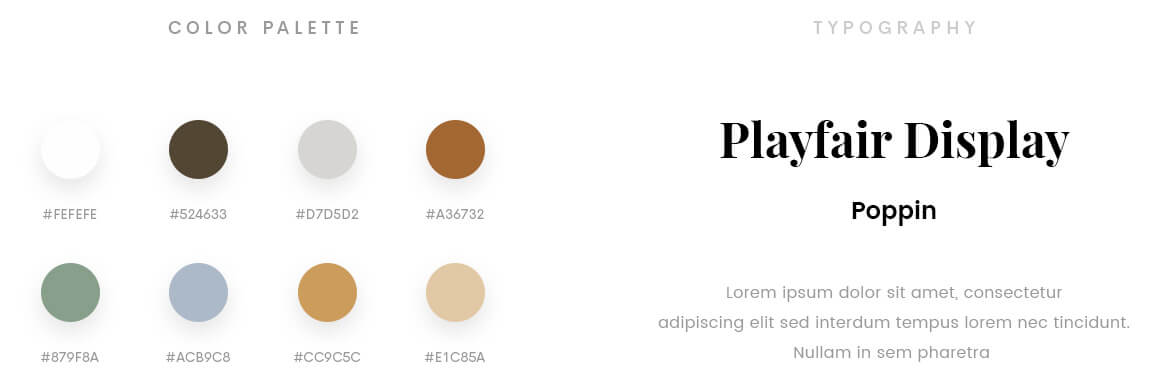 COLOR PALETTE
#FEFEFE #524633 #D7D5D2 #A36732
#879F8A #ACB9C8 #CC9C5C #E1C85A
TYPOGRAPHY
Playfair Display
Poppin
Lorem ipsum dolor sit amet, consectetur
adipiscing elit sed interdum tempus lorem nec tincidunt.
Nullam in sem pharetra